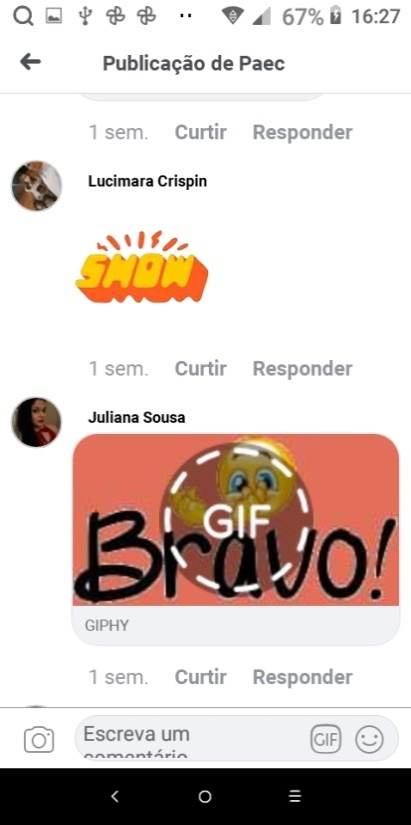 67% 16:27
Publicação de Paec
1 sem. Curtir Responder
Lucimara Crispin
SHOW
1 sem. Curtir Responder
Juliana Sousa
GIF
Bravo!
GIPHY
1 sem. Curtir Responder
Escreva um
comentário
GIF